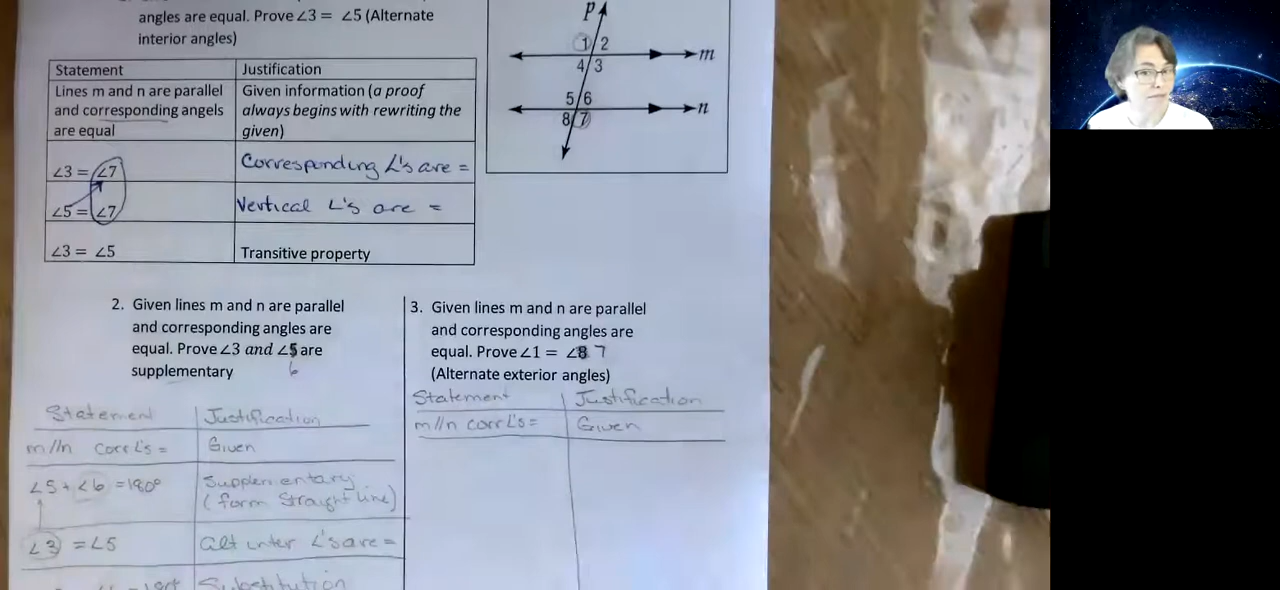 angles are equal. Prove ∠3 = ∠5 (Alternate
interior angles)
Statement Justification
Lines m and n are parallel
and corresponding angels
are equal
Given information (a proof
always begins with rewriting the
given)
∠3 = ∠7 Corresponding ∠'s are =
∠5 = ∠7 Vertical ∠'s are =
∠3 = ∠5 Transitive property
P
1 2
m
4 3
5 6
n
8 7
2. Given lines m and n are parallel
and corresponding angles are
equal. Prove ∠3 and ∠5 are
supplementary 6
Statement Justification
m//n Corr ∠'s = Given
∠5 + ∠6 = 180° Supplementary
(form straight line)
∠3 = ∠5 alt inter ∠'s are =
Substitution
3. Given lines m and n are parallel
and corresponding angles are
equal. Prove ∠1 = ∠8 7
(Alternate exterior angles)
Statement Justification
m//n corr ∠'s = Given